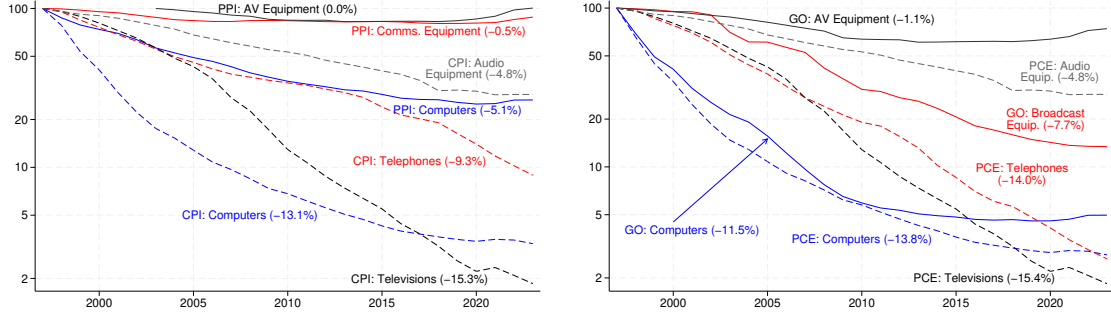 100
50
20
10
5
2
2000
2005
2010
2015
2020
PPI: AV Equipment (0.0%)
PPI: Comms. Equipment (−0.5%)
CPI: Audio
Equipment (−4.8%)
PPI: Computers (−5.1%)
CPI: Telephones (−9.3%)
CPI: Computers (−13.1%)
CPI: Televisions (−15.3%)
100
50
20
10
5
2
2000
2005
2010
2015
2020
GO: AV Equipment (−1.1%)
PCE: Audio
Equip. (−4.8%)
GO: Broadcast
Equip. (−7.7%)
PCE: Telephones
(−14.0%)
GO: Computers (−11.5%)
PCE: Computers (−13.8%)
PCE: Televisions (−15.4%)